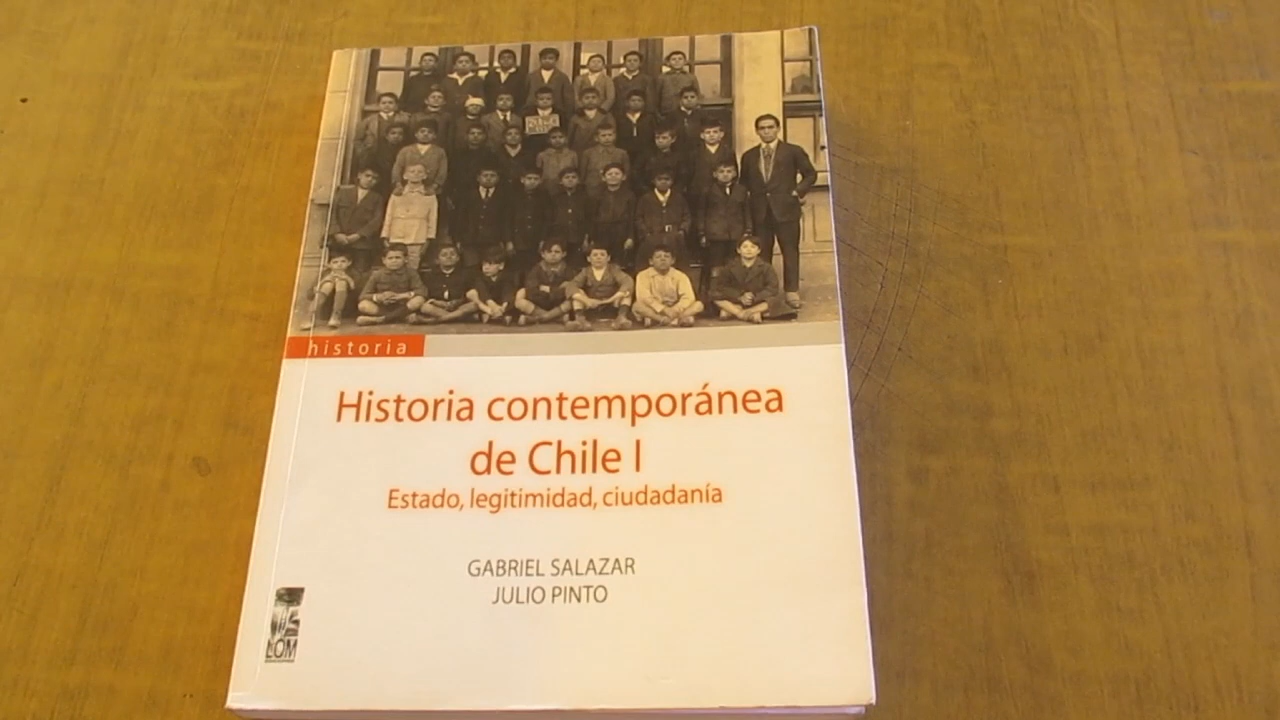 historia
Historia contemporánea
de Chile I
Estado, legitimidad, ciudadanía
GABRIEL SALAZAR
JULIO PINTO
LOM